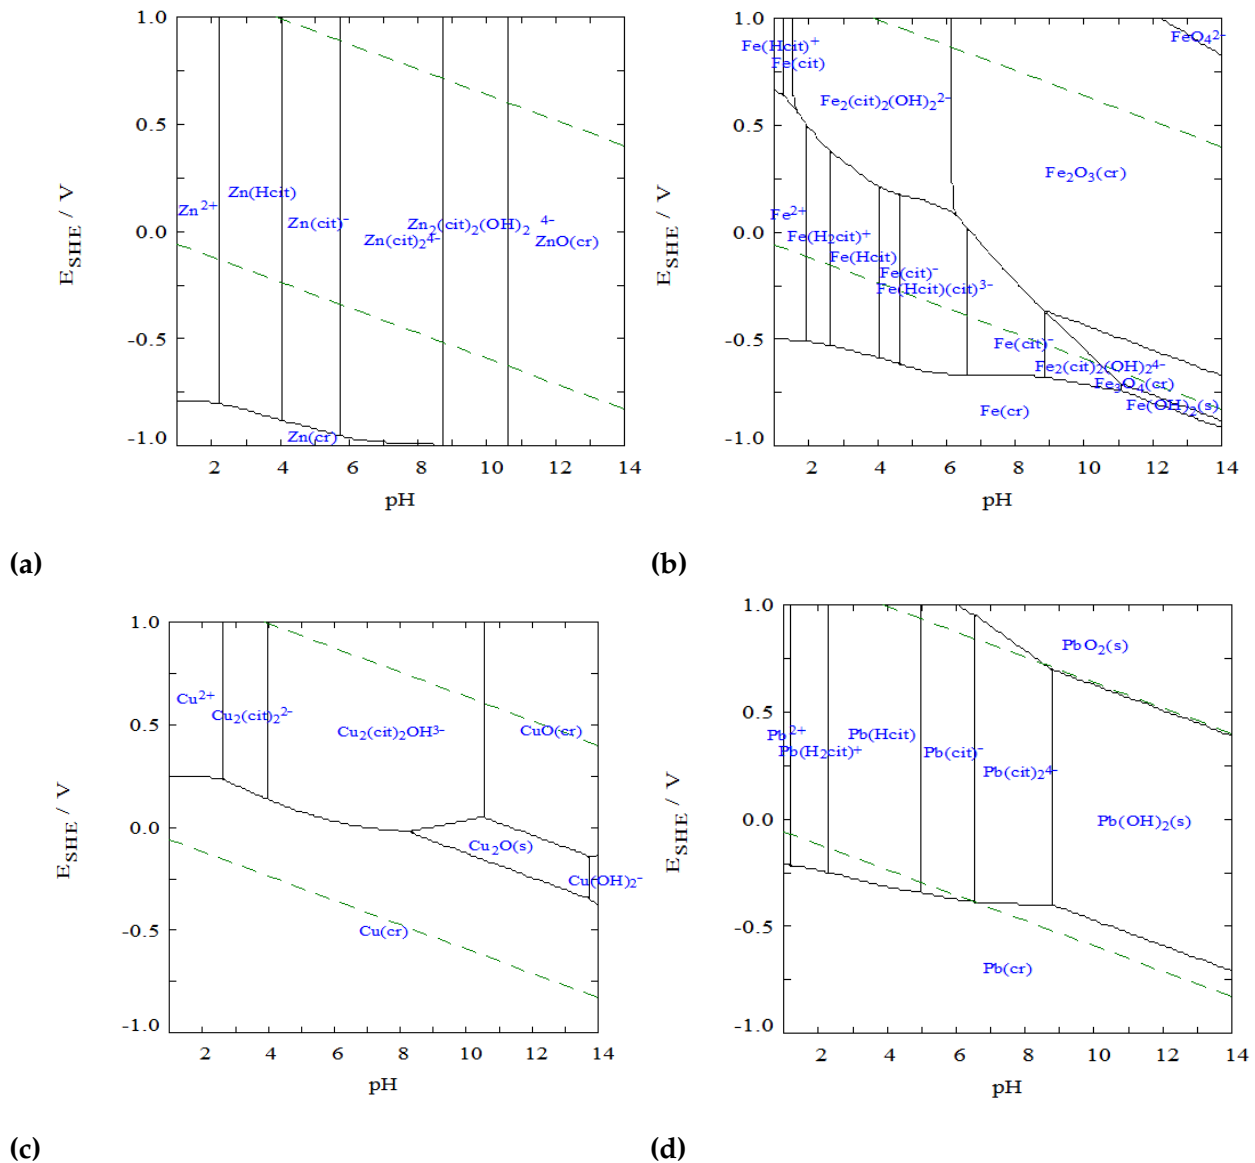 1.0
0.5
0.0
-0.5
-1.0
E_SHE / V
Zn²⁺
Zn(Hcit)
Zn(cit)⁻
Zn(cit)₂⁴⁻
Zn₂(cit)₂(OH)₂ ⁴⁻
ZnO(cr)
Zn(cr)
2 4 6 8 10 12 14
pH
(a)
1.0
0.5
0.0
-0.5
-1.0
E_SHE / V
Fe(Hcit)⁺
Fe(cit)
Fe₂(cit)₂(OH)₂²⁻
FeO₄²⁻
Fe₂O₃(cr)
Fe²⁺
Fe(H₂cit)⁺
Fe(Hcit)
Fe(cit)⁻
Fe(Hcit)(cit)³⁻
Fe(cit)⁻
Fe₂(cit)₂(OH)₂⁴⁻
Fe₃O₄(cr)
Fe(OH)₂(s)
Fe(cr)
2 4 6 8 10 12 14
pH
(b)
1.0
0.5
0.0
-0.5
-1.0
E_SHE / V
Cu²⁺
Cu₂(cit)₂²⁻
Cu₂(cit)₂OH³⁻
CuO(cr)
Cu₂O(s)
Cu(OH)₂⁻
Cu(cr)
2 4 6 8 10 12 14
pH
(c)
1.0
0.5
0.0
-0.5
-1.0
E_SHE / V
PbO₂(s)
Pb²⁺
Pb(H₂cit)⁺
Pb(Hcit)
Pb(cit)⁻
Pb(cit)₂⁴⁻
Pb(OH)₂(s)
Pb(cr)
2 4 6 8 10 12 14
pH
(d)